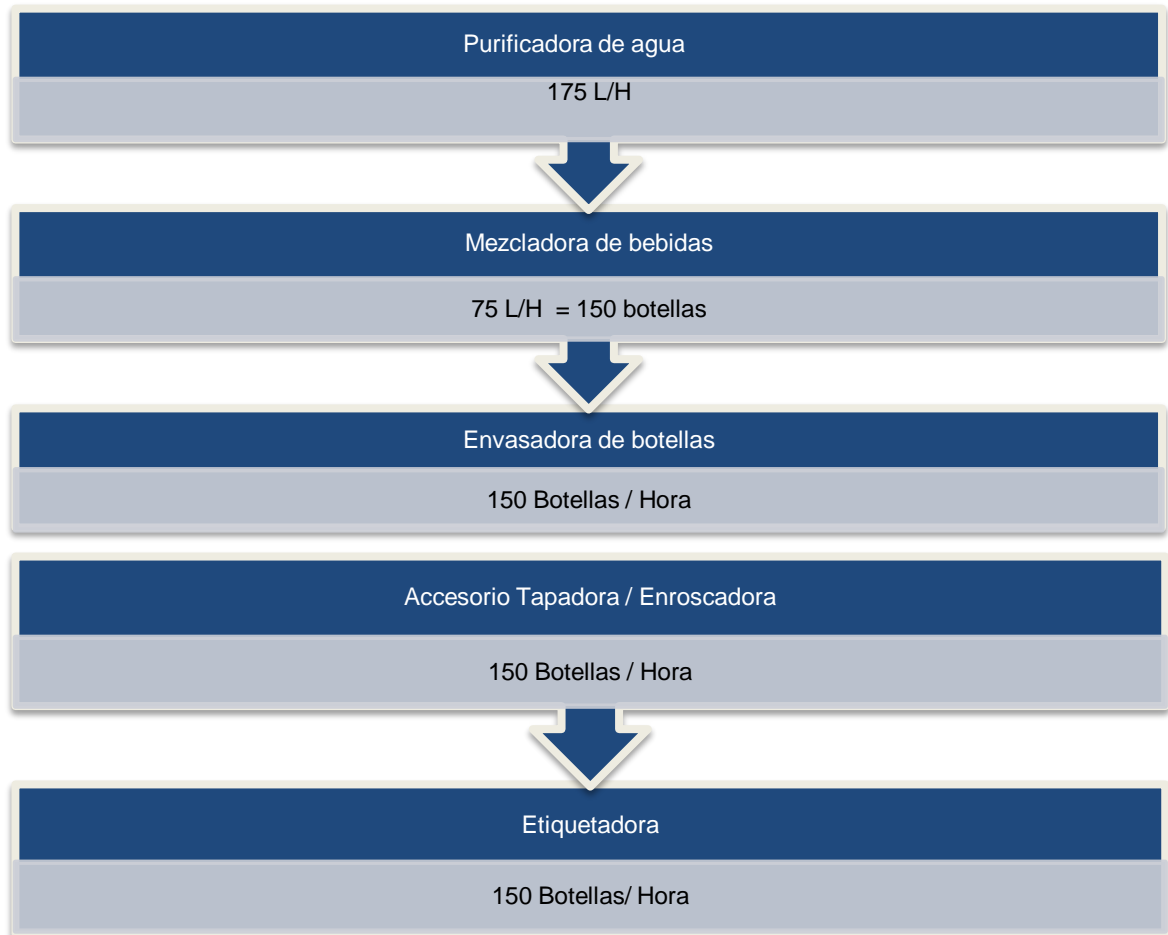 Purificadora de agua
175 L/H
Mezcladora de bebidas
75 L/H = 150 botellas
Envasadora de botellas
150 Botellas / Hora
Accesorio Tapadora / Enroscadora
150 Botellas / Hora
Etiquetadora
150 Botellas/ Hora